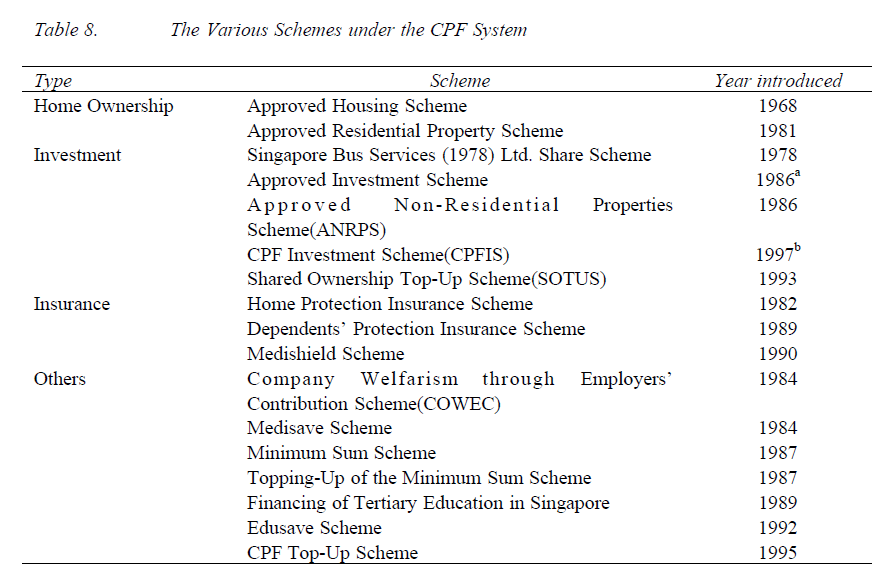 Table 8. The Various Schemes under the CPF System
Type Scheme Year introduced
Home Ownership Approved Housing Scheme 1968
Approved Residential Property Scheme 1981
Investment Singapore Bus Services (1978) Ltd. Share Scheme 1978
Approved Investment Scheme 1986a
Approved Non-Residential Properties 1986
Scheme(ANRPS)
CPF Investment Scheme(CPFIS) 1997b
Shared Ownership Top-Up Scheme(SOTUS) 1993
Insurance Home Protection Insurance Scheme 1982
Dependents’ Protection Insurance Scheme 1989
Medishield Scheme 1990
Others Company Welfarism through Employers’ 1984
Contribution Scheme(COWEC)
Medisave Scheme 1984
Minimum Sum Scheme 1987
Topping-Up of the Minimum Sum Scheme 1987
Financing of Tertiary Education in Singapore 1989
Edusave Scheme 1992
CPF Top-Up Scheme 1995